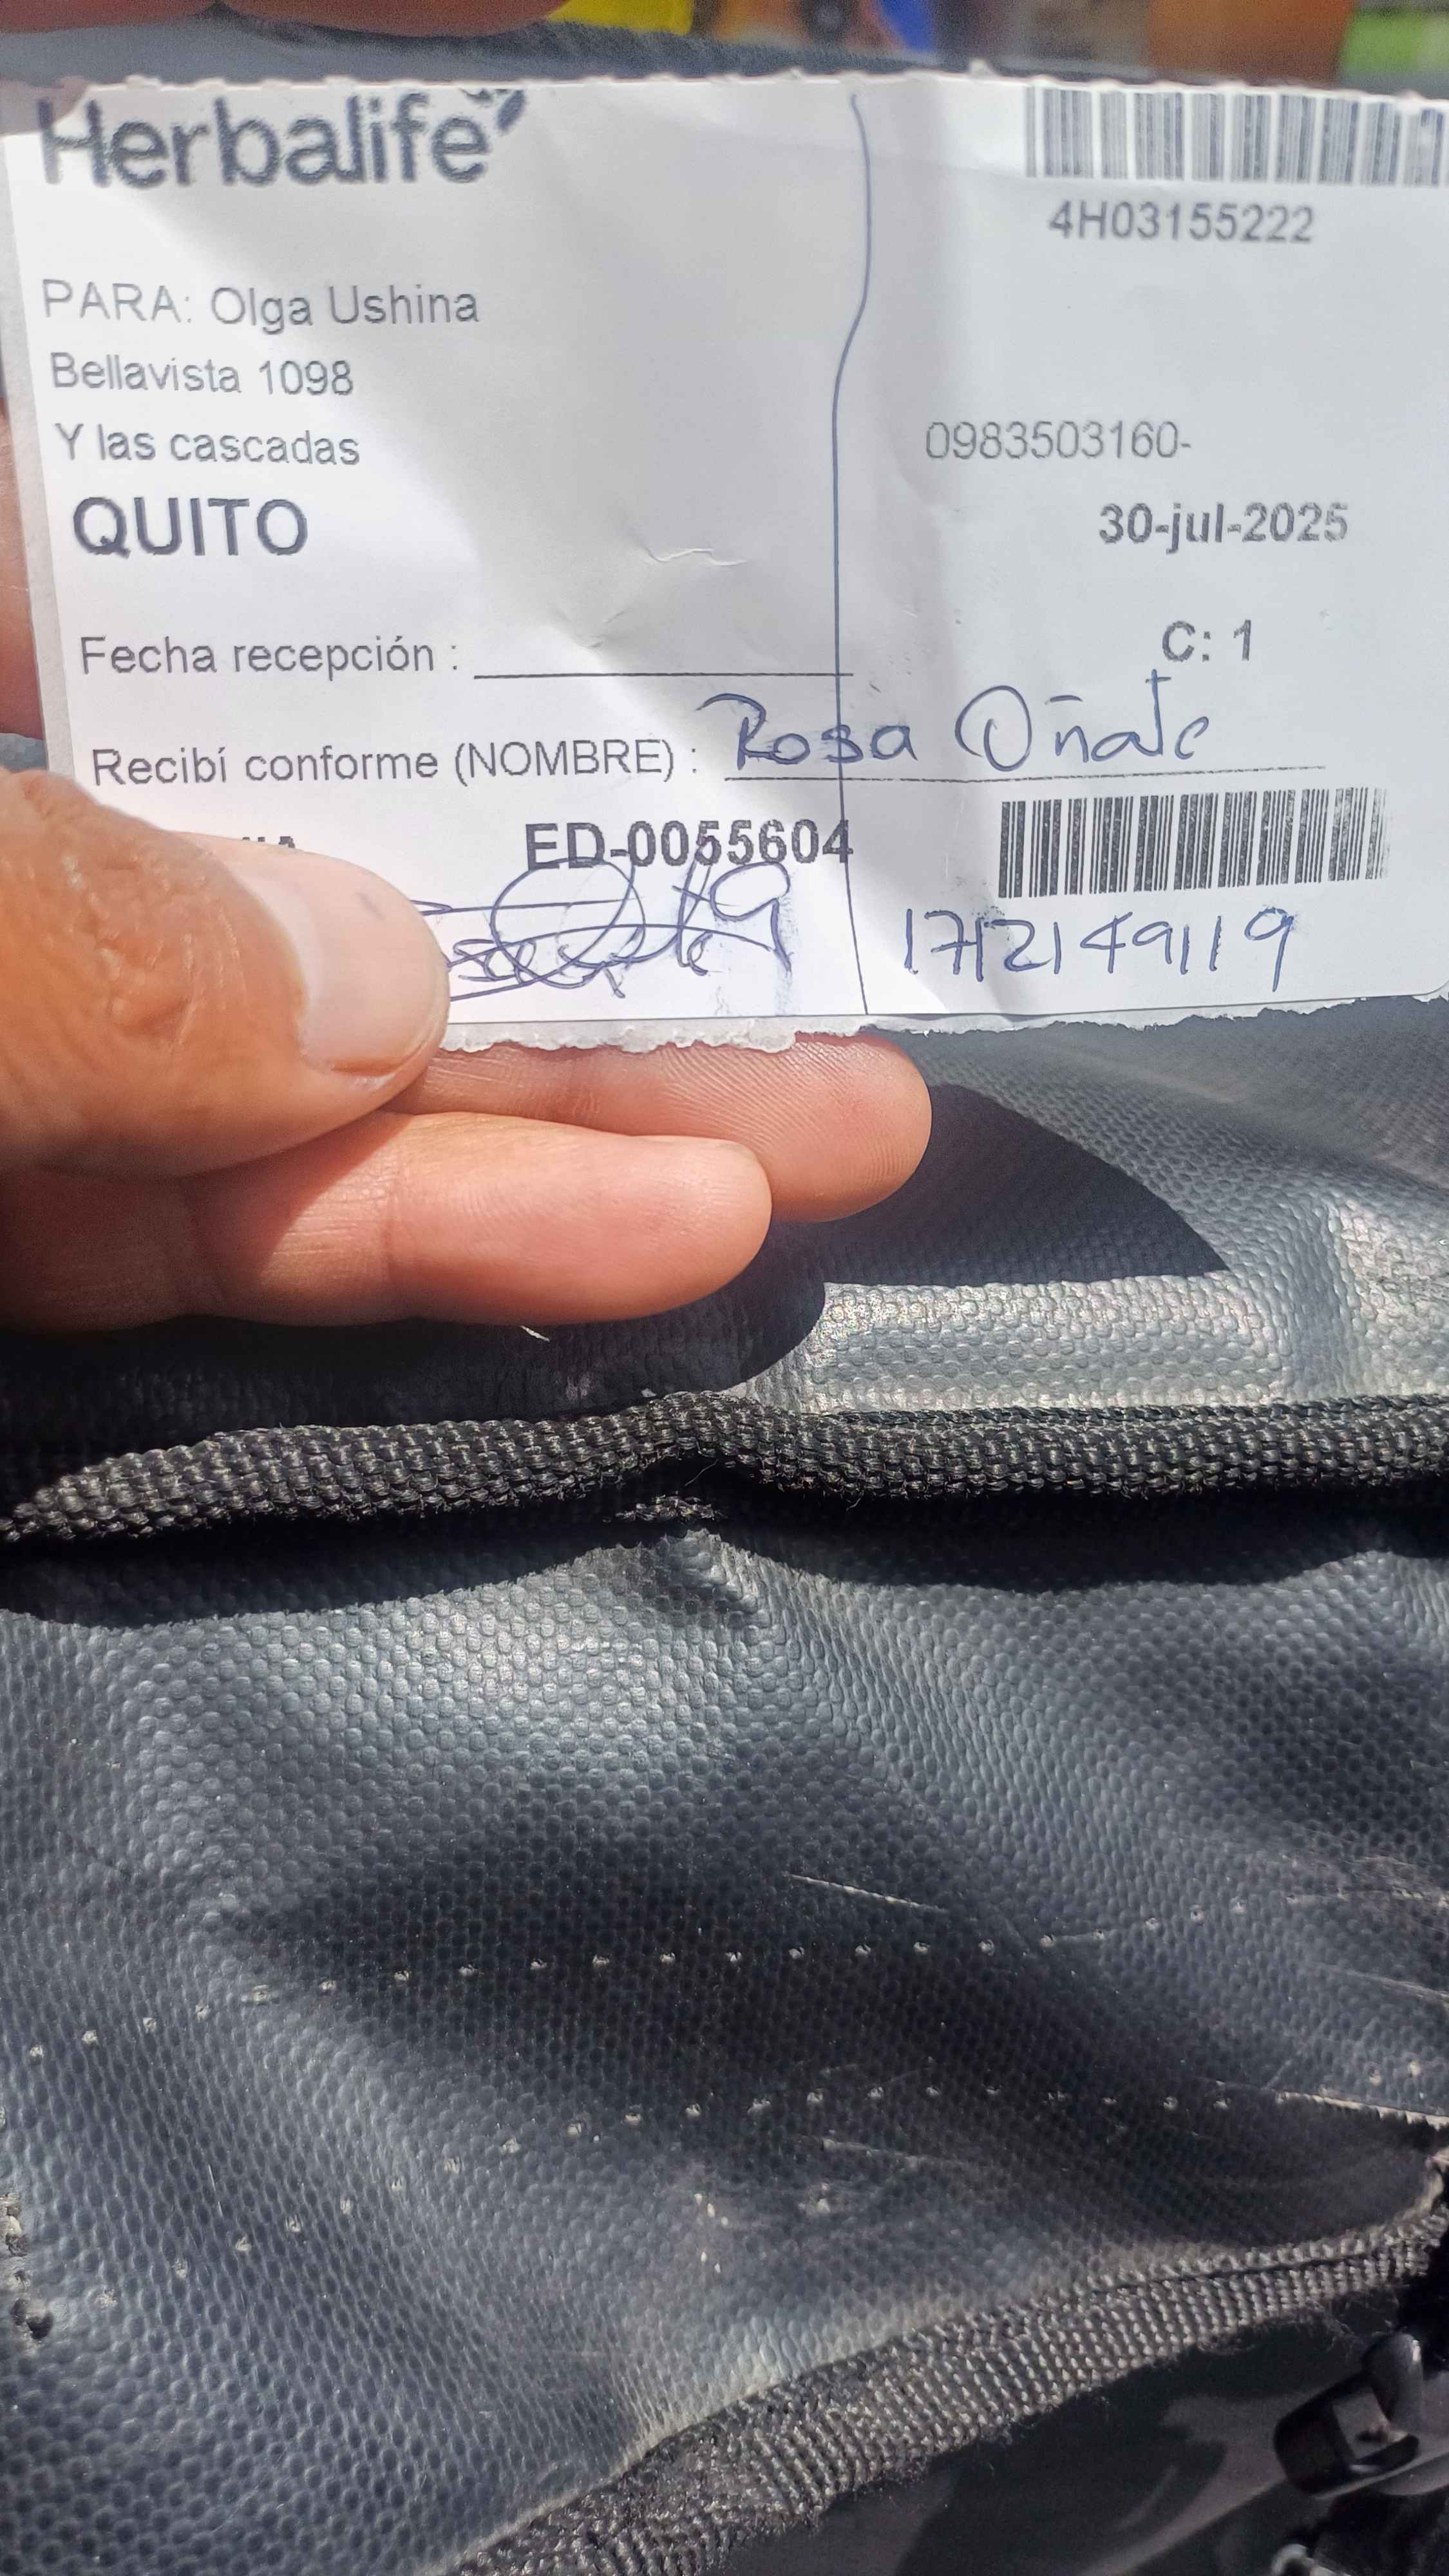 Herbalife
4H03155222
PARA: Olga Ushina
Bellavista 1098
Y las cascadas
0983503160-
QUITO
30-jul-2025
Fecha recepción :
C: 1
Recibí conforme (NOMBRE) : Rosa Oñate
ED-0055604
1712149119